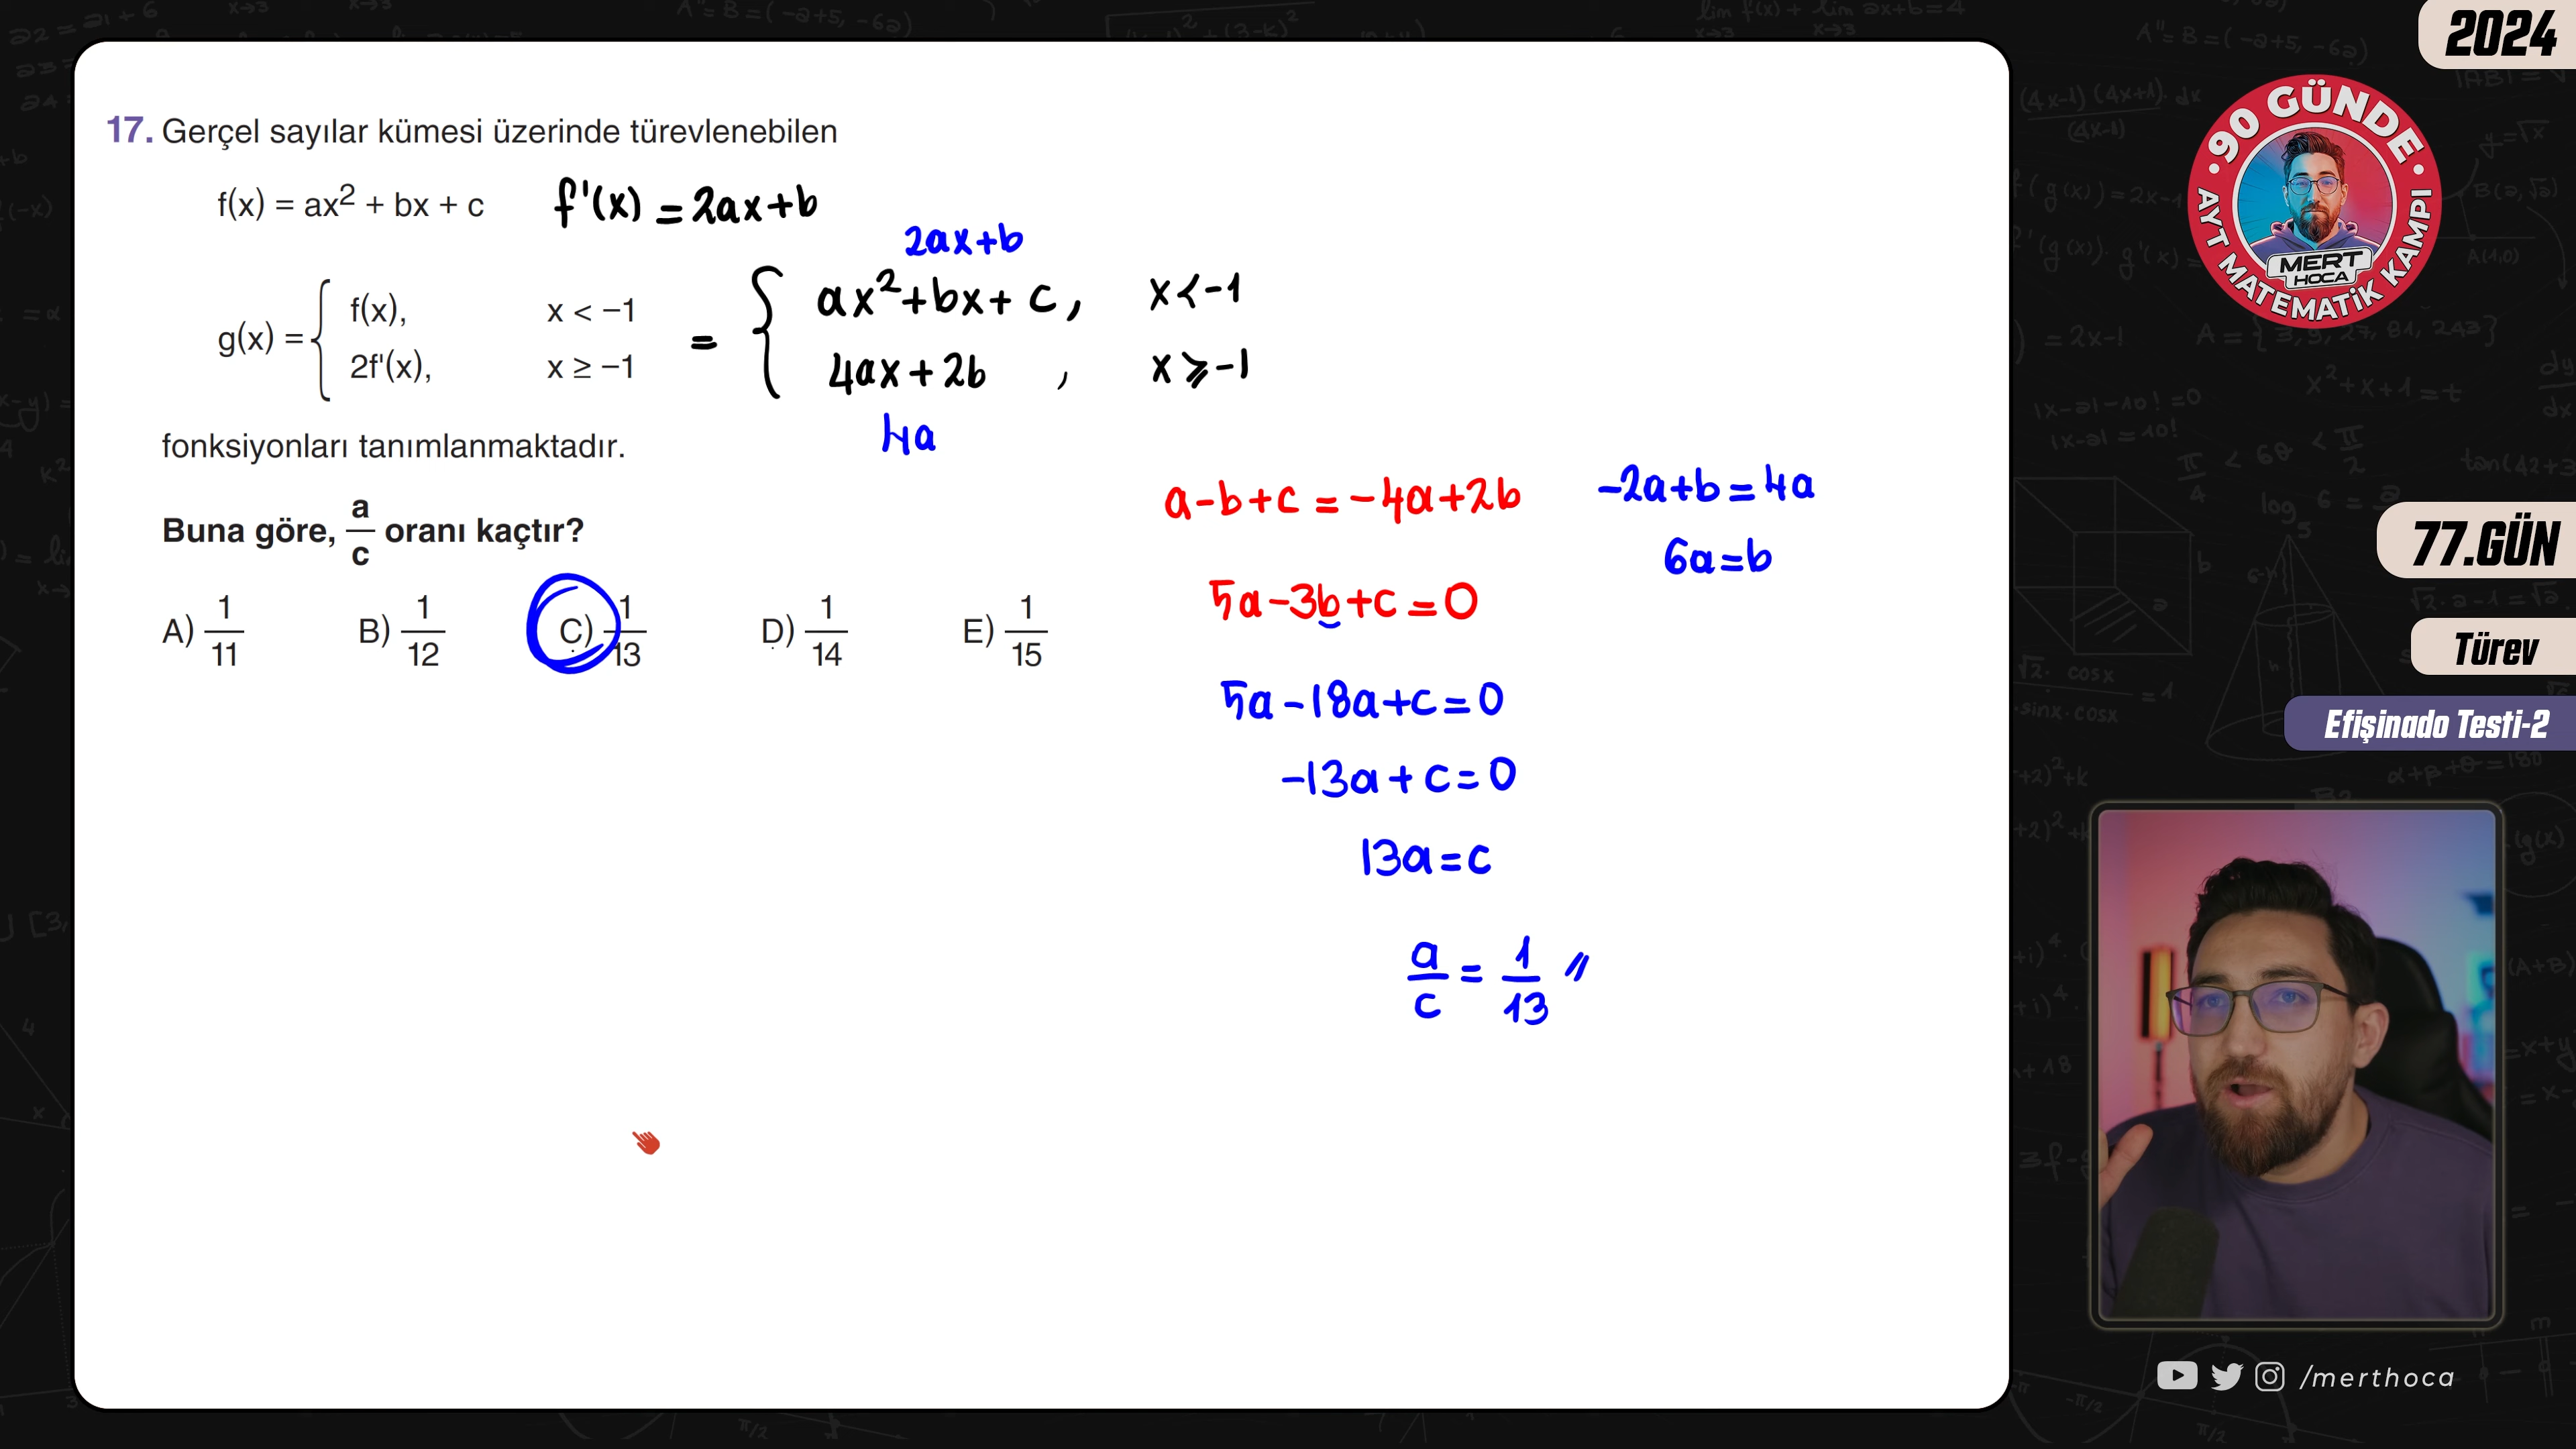 2024
90 GÜNDE
AYT MATEMATİK KAMPI
MERT HOCA
17. Gerçel sayılar kümesi üzerinde türevlenebilen
f(x) = ax² + bx + c
f'(x) = 2ax+b
2ax+b
g(x) = { f(x), x < −1
2f'(x), x ≥ −1
= { ax²+bx+c, x<-1
4ax+2b , x≥-1
4a
fonksiyonları tanımlanmaktadır.
Buna göre, a/c oranı kaçtır?
A) 1/11 B) 1/12 C) 1/13 D) 1/14 E) 1/15
a-b+c=-4a+2b
5a-3b+c=0
-2a+b=4a
6a=b
5a-18a+c=0
-13a+c=0
13a=c
a/c = 1/13 //
77.GÜN
Türev
Efişinado Testi-2
/merthoca